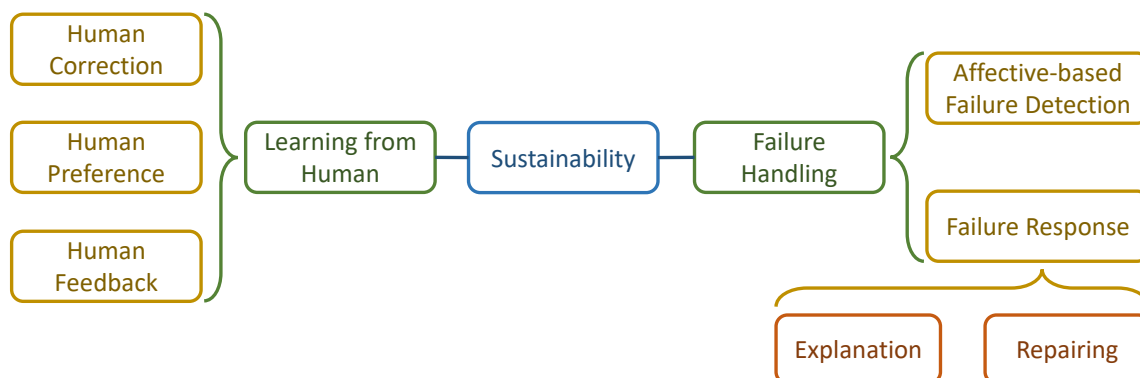 Human
Correction
Human
Preference
Human
Feedback
Learning from
Human
Sustainability
Failure
Handling
Affective-based
Failure Detection
Failure Response
Explanation
Repairing